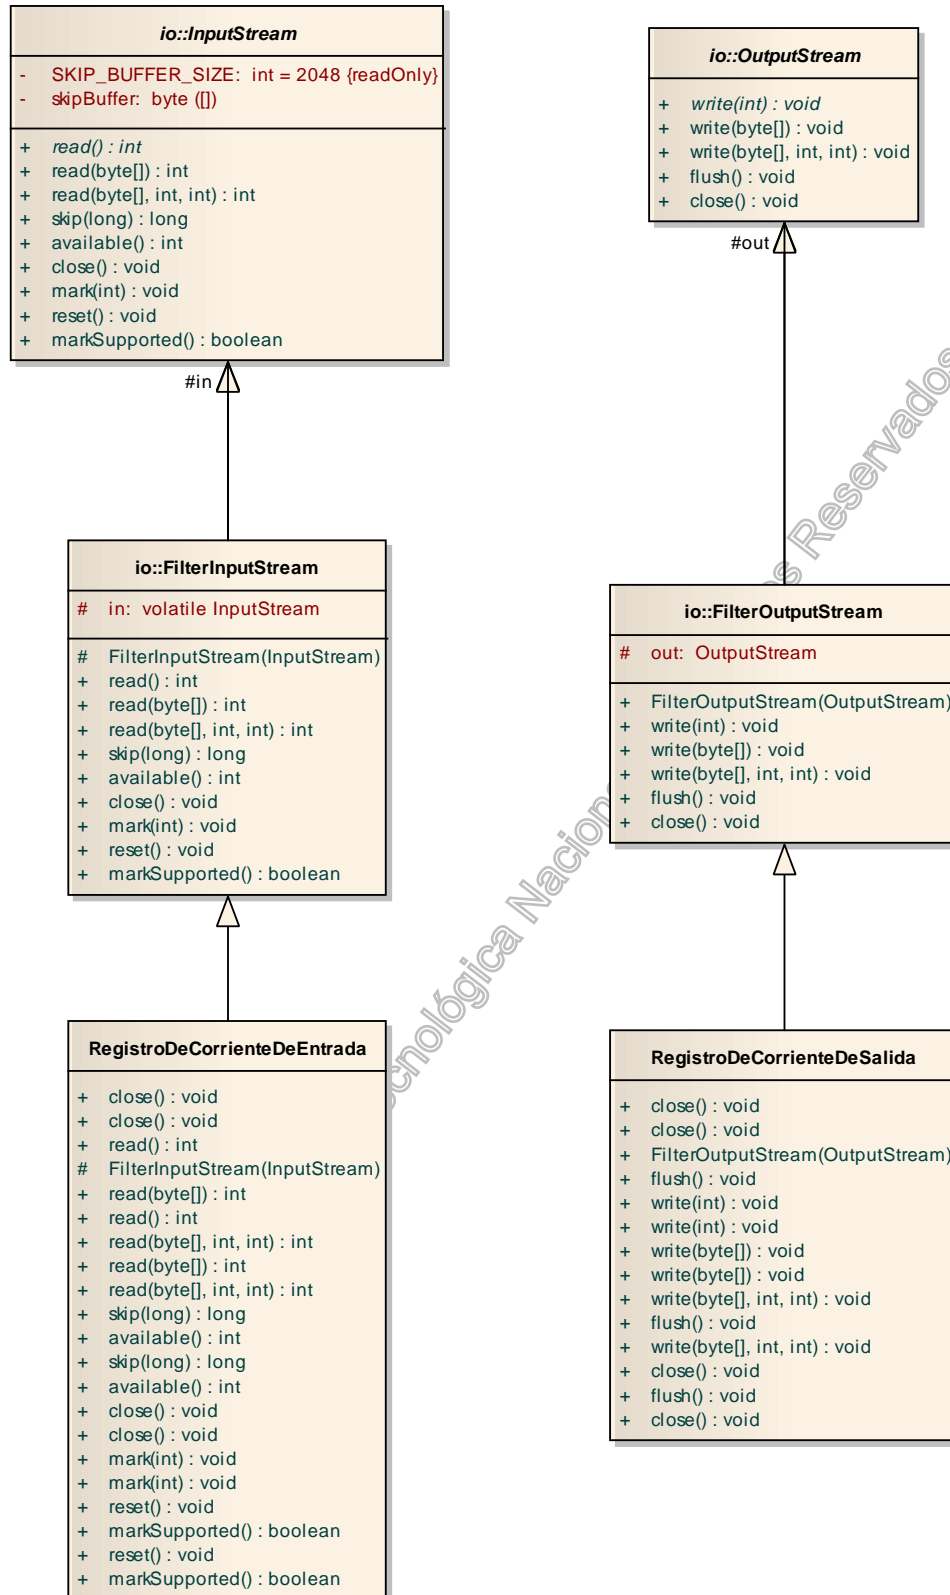 io::InputStream
- SKIP_BUFFER_SIZE: int = 2048 {readOnly}
- skipBuffer: byte ([])
+ read() : int
+ read(byte[]) : int
+ read(byte[], int, int) : int
+ skip(long) : long
+ available() : int
+ close() : void
+ mark(int) : void
+ reset() : void
+ markSupported() : boolean
#in
io::FilterInputStream
# in: volatile InputStream
# FilterInputStream(InputStream)
+ read() : int
+ read(byte[]) : int
+ read(byte[], int, int) : int
+ skip(long) : long
+ available() : int
+ close() : void
+ mark(int) : void
+ reset() : void
+ markSupported() : boolean
RegistroDeCorrienteDeEntrada
+ close() : void
+ close() : void
+ read() : int
# FilterInputStream(InputStream)
+ read(byte[]) : int
+ read() : int
+ read(byte[], int, int) : int
+ read(byte[]) : int
+ read(byte[], int, int) : int
+ skip(long) : long
+ available() : int
+ skip(long) : long
+ available() : int
+ close() : void
+ close() : void
+ mark(int) : void
+ mark(int) : void
+ reset() : void
+ markSupported() : boolean
+ reset() : void
+ markSupported() : boolean
io::OutputStream
+ write(int) : void
+ write(byte[]) : void
+ write(byte[], int, int) : void
+ flush() : void
+ close() : void
#out
io::FilterOutputStream
# out: OutputStream
+ FilterOutputStream(OutputStream)
+ write(int) : void
+ write(byte[]) : void
+ write(byte[], int, int) : void
+ flush() : void
+ close() : void
RegistroDeCorrienteDeSalida
+ close() : void
+ close() : void
+ FilterOutputStream(OutputStream)
+ flush() : void
+ write(int) : void
+ write(int) : void
+ write(byte[]) : void
+ write(byte[]) : void
+ write(byte[], int, int) : void
+ flush() : void
+ write(byte[], int, int) : void
+ close() : void
+ flush() : void
+ close() : void
Reservados